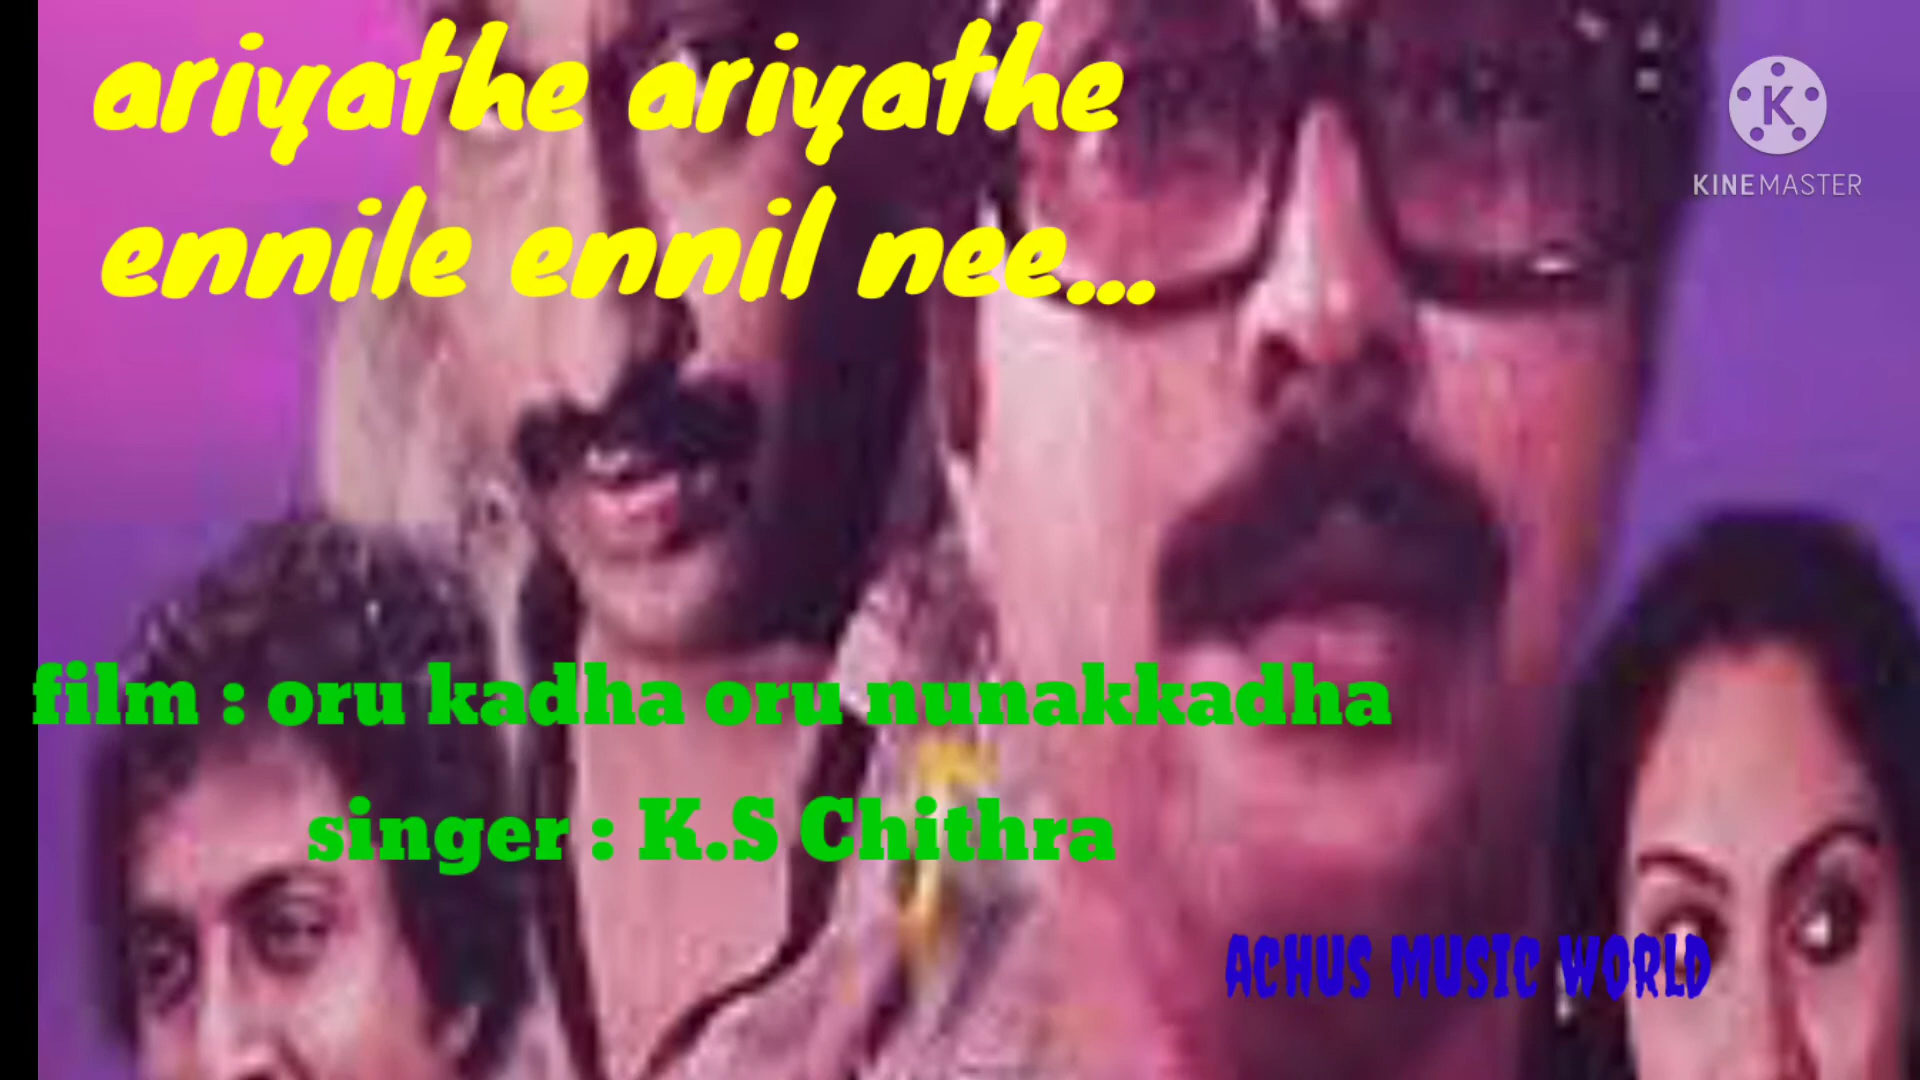 ariyathe ariyathe
ennile ennil nee...
K
KINEMASTER
film : oru kadha oru nunakkadha
singer : K.S Chithra
ACHUS MUSIC WORLD